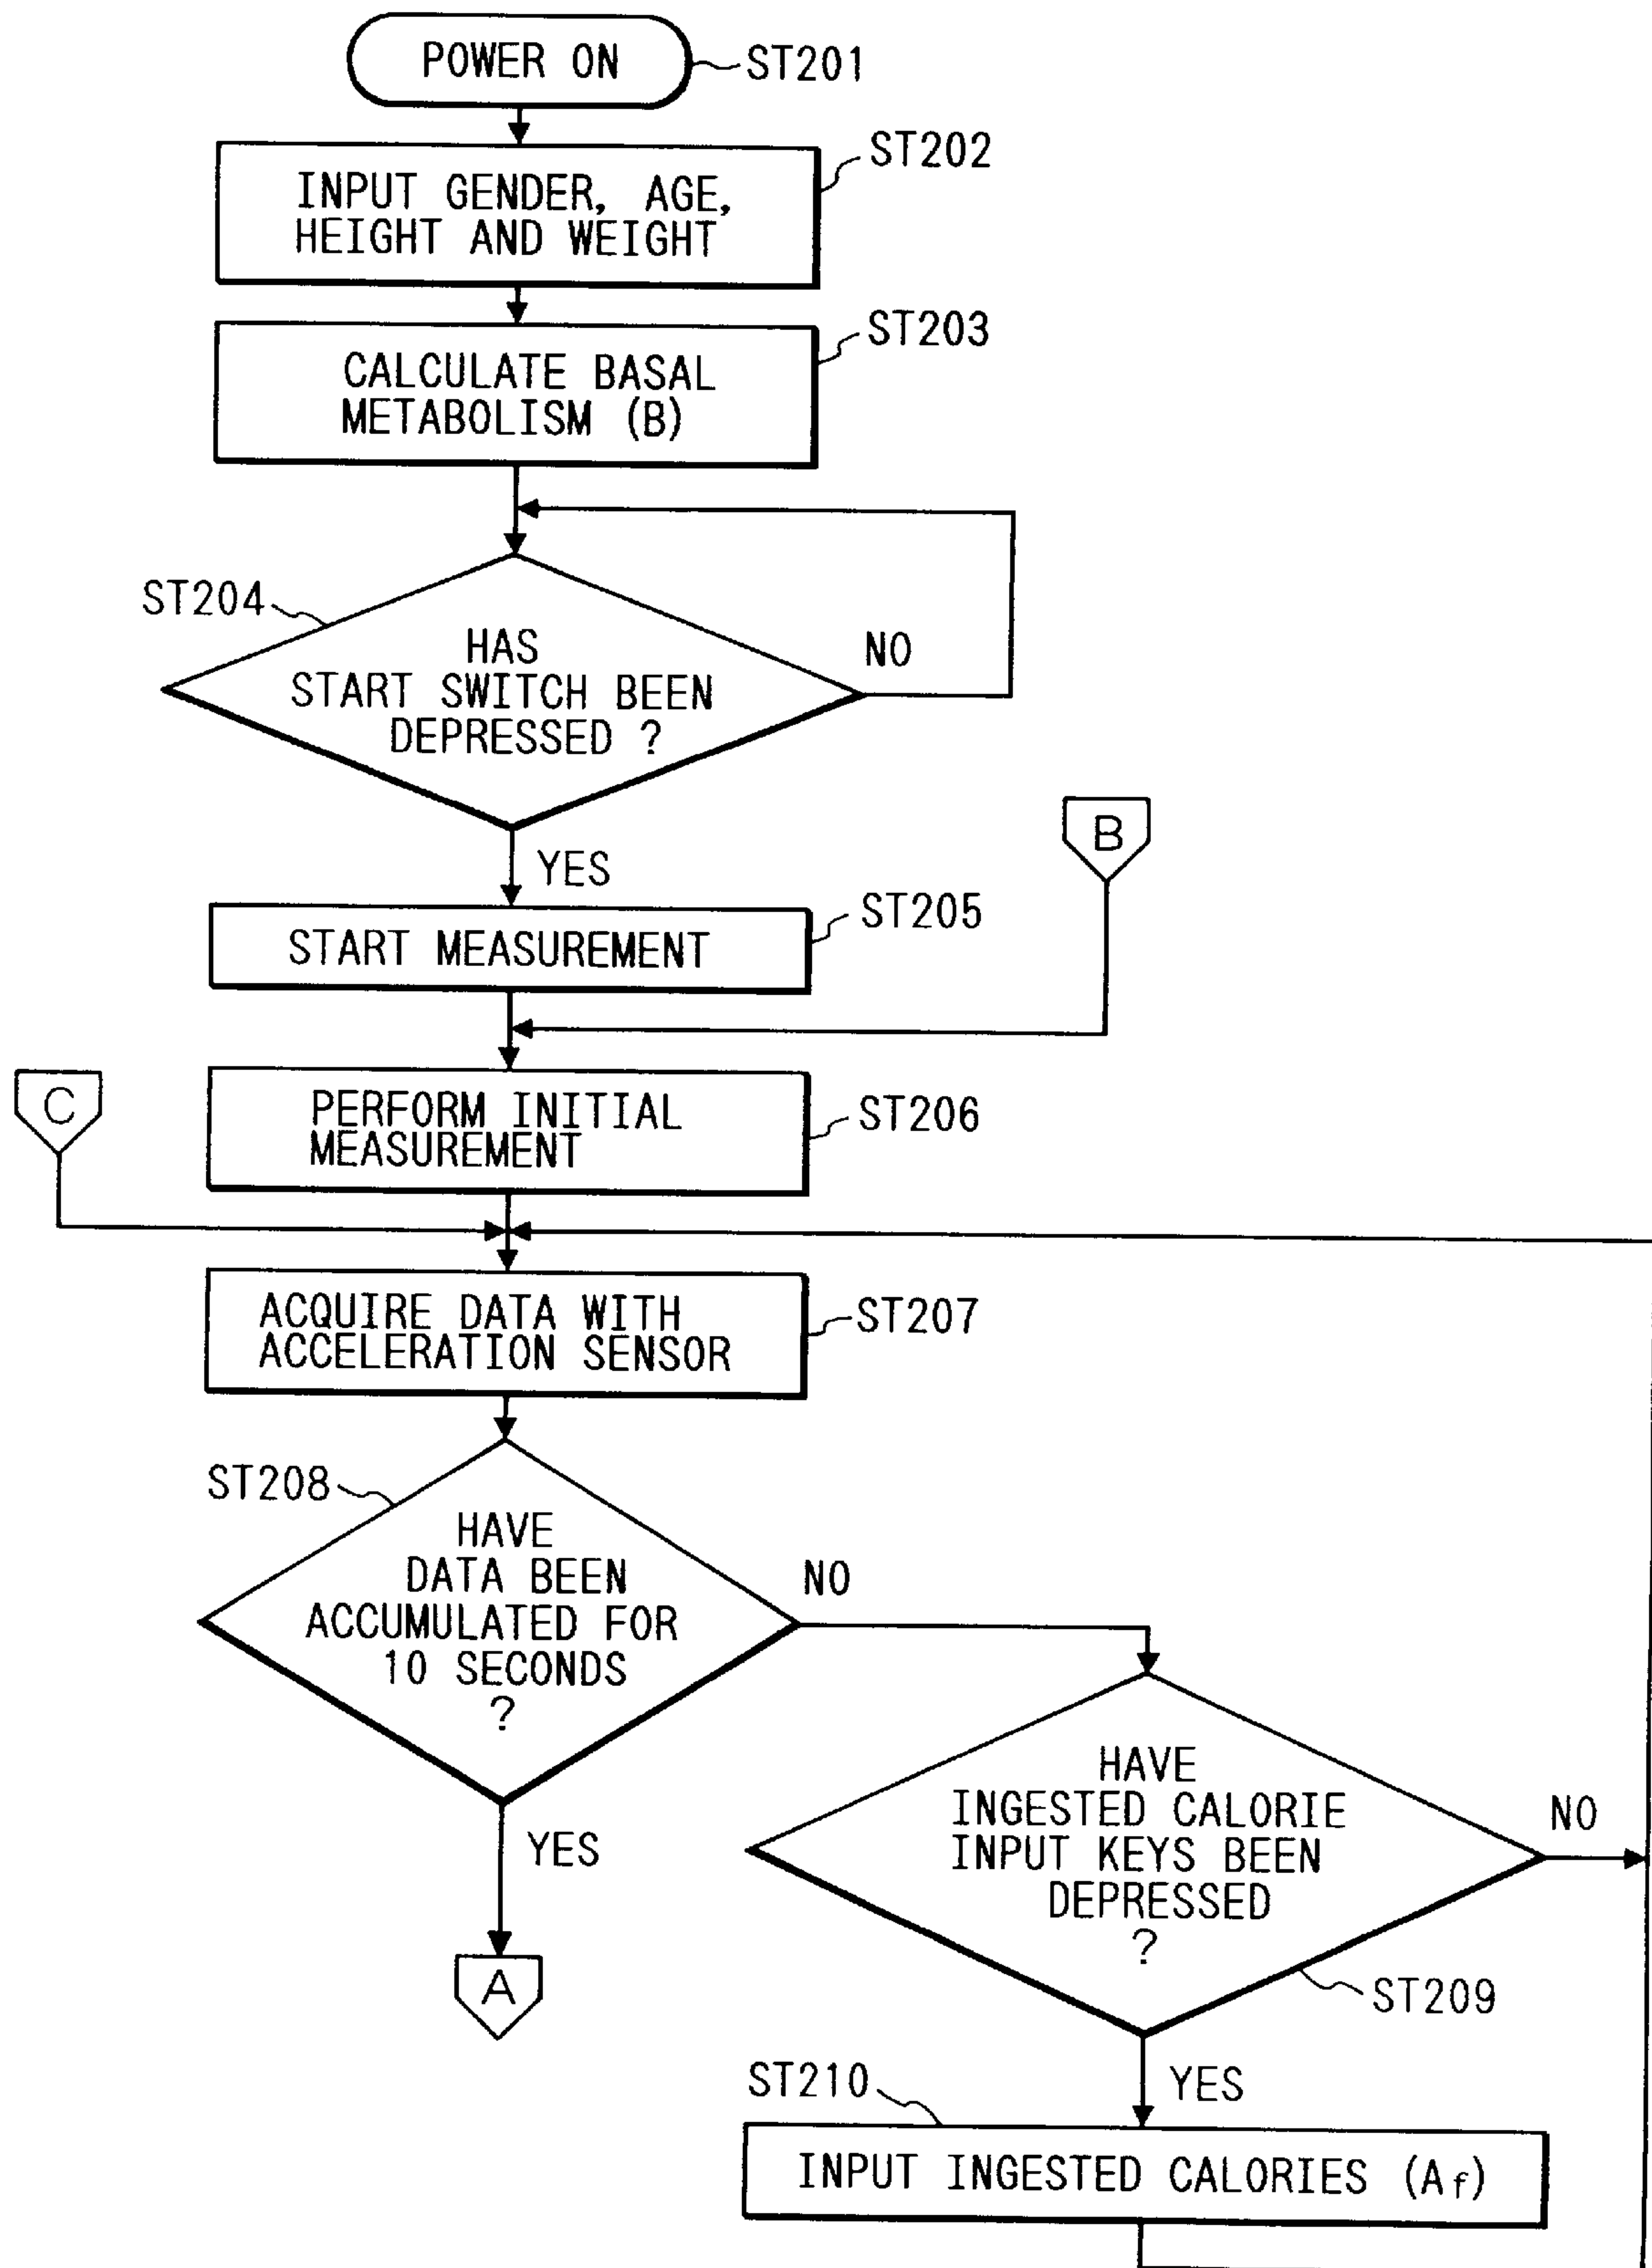 POWER ON
ST201
ST202
INPUT GENDER, AGE,
HEIGHT AND WEIGHT
ST203
CALCULATE BASAL
METABOLISM (B)
ST204
HAS
START SWITCH BEEN
DEPRESSED ?
NO
YES
B
ST205
START MEASUREMENT
C
PERFORM INITIAL
MEASUREMENT
ST206
ACQUIRE DATA WITH
ACCELERATION SENSOR
ST207
ST208
HAVE
DATA BEEN
ACCUMULATED FOR
10 SECONDS
?
NO
YES
A
HAVE
INGESTED CALORIE
INPUT KEYS BEEN
DEPRESSED
?
NO
ST209
YES
ST210
INPUT INGESTED CALORIES (Af)